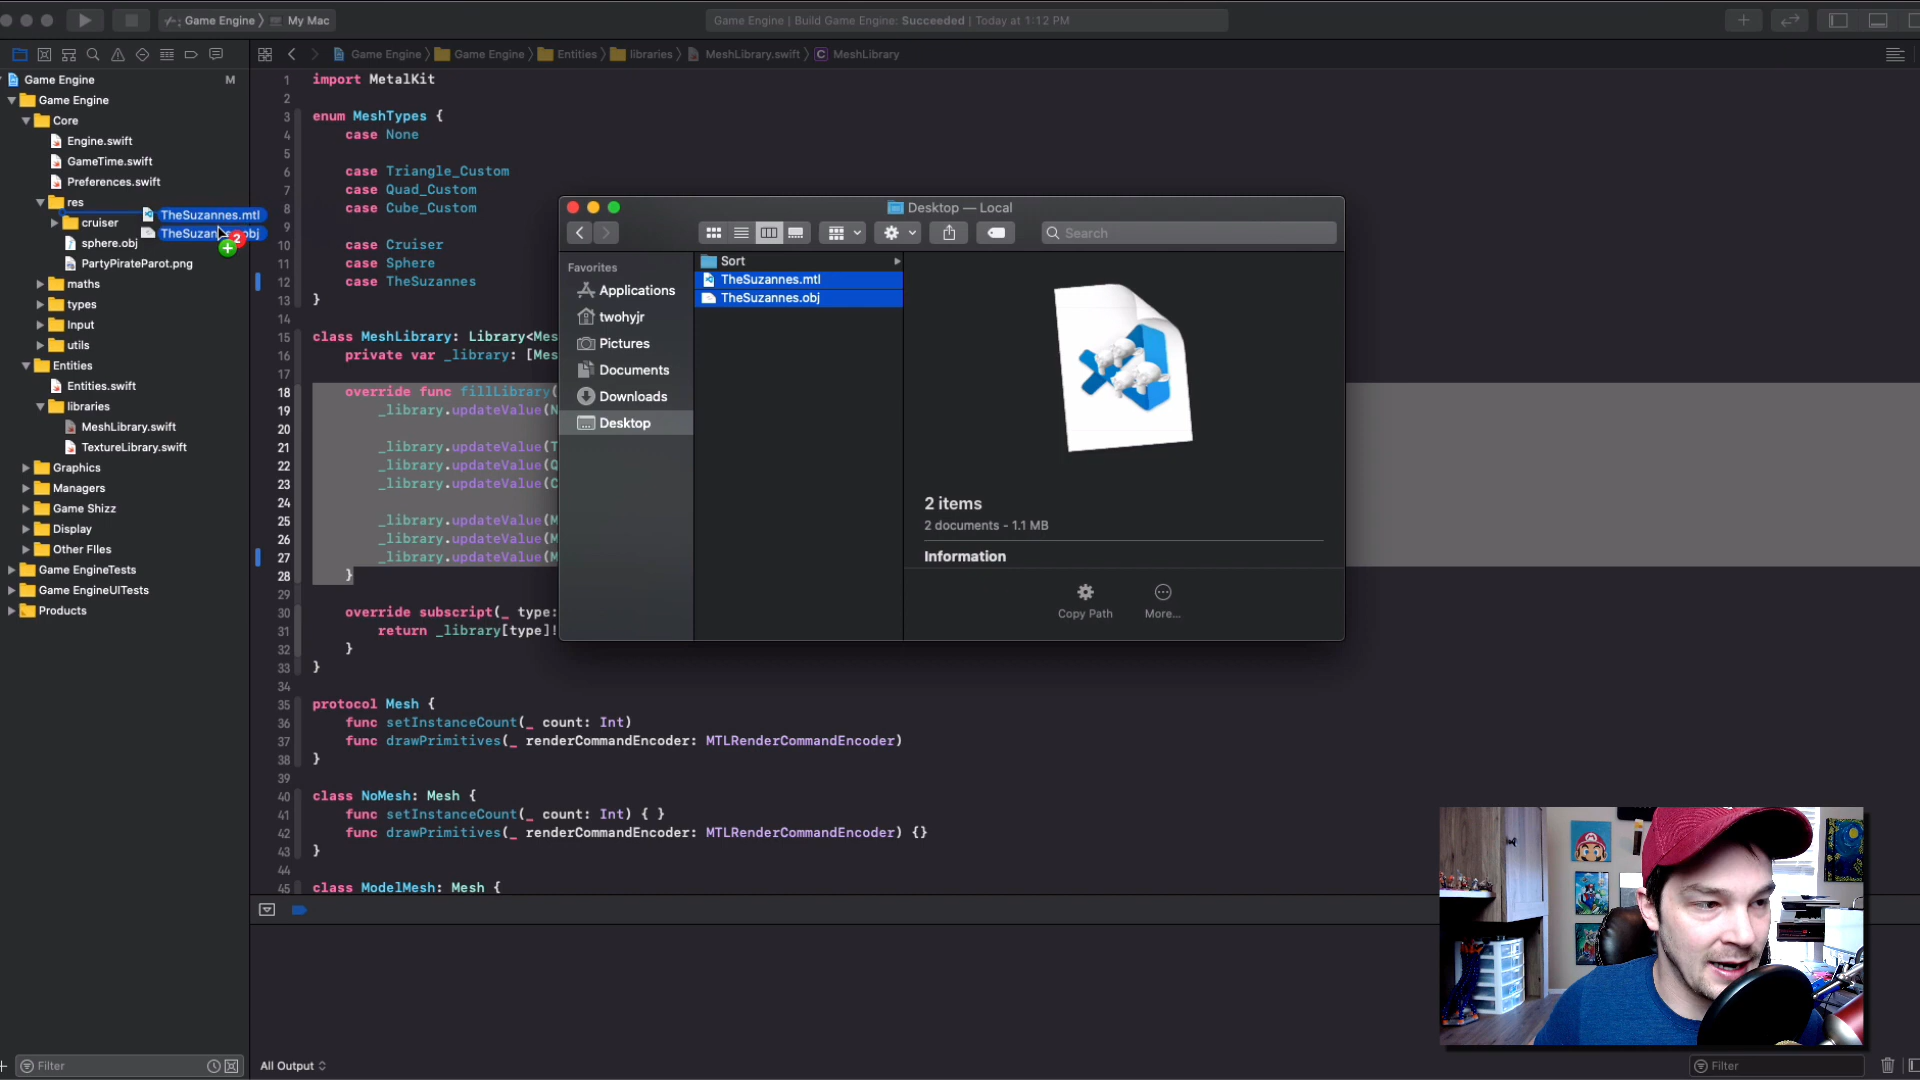 Game Engine ⟩ My Mac
Game Engine | Build Game Engine: Succeeded | Today at 1:12 PM
Game Engine ⟩ Game Engine ⟩ Entities ⟩ libraries ⟩ MeshLibrary.swift ⟩ C MeshLibrary
Game Engine M
Game Engine
Core
Engine.swift
GameTime.swift
Preferences.swift
res
cruiser
sphere.obj
PartyPirateParot.png
TheSuzannes.mtl
2
maths
types
Input
utils
Entities
Entities.swift
libraries
MeshLibrary.swift
TextureLibrary.swift
Graphics
Managers
Game Shizz
Display
Other FIles
Game EngineTests
Game EngineUITests
Products
Filter
1 import MetalKit
2
3 enum MeshTypes {
4 case None
5
6 case Triangle_Custom
7 case Quad_Custom
8 case Cube_Custom
9
10 case Cruiser
11 case Sphere
12 case TheSuzannes
13 }
14
15 class MeshLibrary: Library<Mes
16 private var _library: [Mes
17
18 override func fillLibrary(
19 _library.updateValue(N
20
21 _library.updateValue(T
22 _library.updateValue(Q
23 _library.updateValue(C
24
25 _library.updateValue(M
26 _library.updateValue(M
27 _library.updateValue(M
28 }
29
30 override subscript(_ type:
31 return _library[type]!
32 }
33 }
34
35 protocol Mesh {
36 func setInstanceCount(_ count: Int)
37 func drawPrimitives(_ renderCommandEncoder: MTLRenderCommandEncoder)
38 }
39
40 class NoMesh: Mesh {
41 func setInstanceCount(_ count: Int) { }
42 func drawPrimitives(_ renderCommandEncoder: MTLRenderCommandEncoder) {}
43 }
44
45 class ModelMesh: Mesh {
Desktop — Local
Search
Favorites
Applications
twohyjr
Pictures
Documents
Downloads
Desktop
Sort
TheSuzannes.mtl
TheSuzannes.obj
2 items
2 documents - 1.1 MB
Information
Copy Path
More...
All Output
Filter